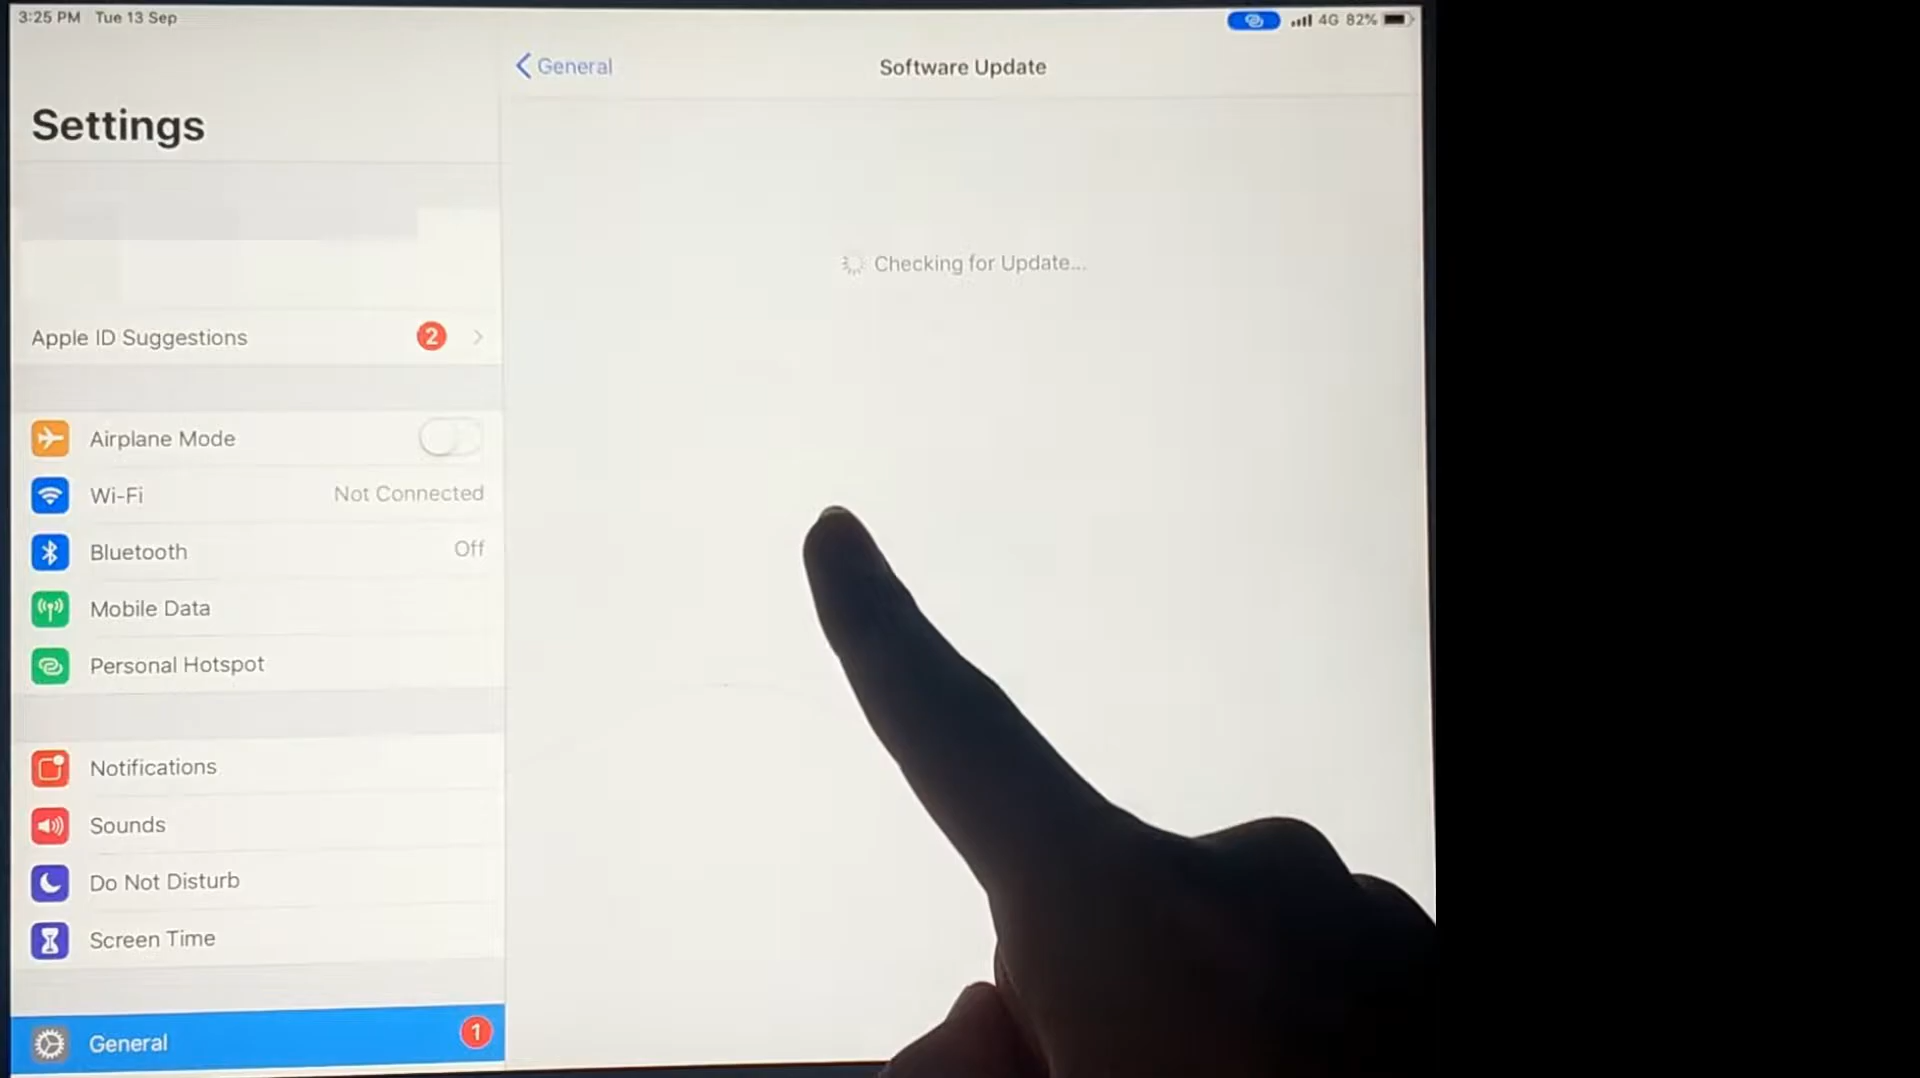 3:25 PM Tue 13 Sep
4G 82%
Settings
Apple ID Suggestions 2
Airplane Mode
Wi-Fi Not Connected
Bluetooth Off
Mobile Data
Personal Hotspot
Notifications
Sounds
Do Not Disturb
Screen Time
General 1
General
Software Update
Checking for Update...